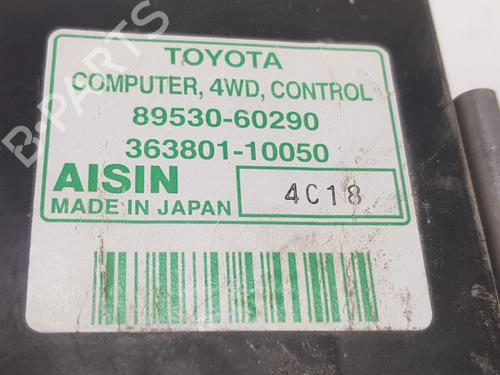 TOYOTA
COMPUTER, 4WD, CONTROL
89530-60290
363801-10050
AISIN
4C18
MADE IN JAPAN
B-PARTS